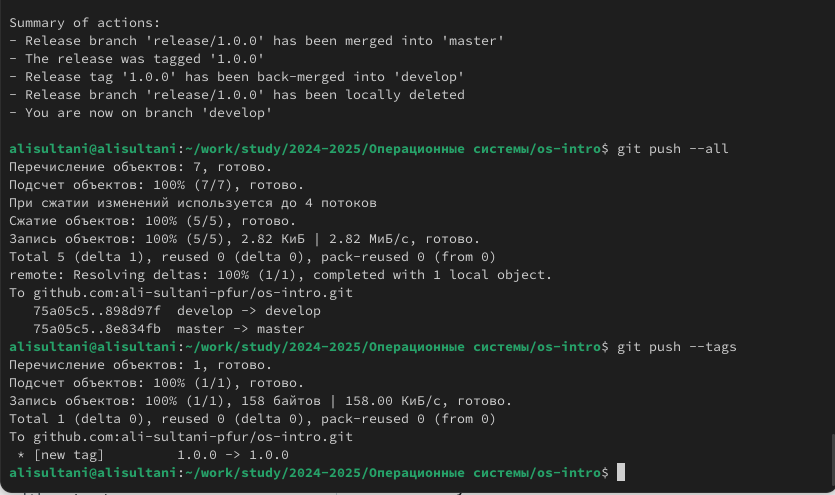 Summary of actions:
- Release branch 'release/1.0.0' has been merged into 'master'
- The release was tagged '1.0.0'
- Release tag '1.0.0' has been back-merged into 'develop'
- Release branch 'release/1.0.0' has been locally deleted
- You are now on branch 'develop'
alisultani@alisultani:~/work/study/2024-2025/Операционные системы/os-intro$ git push --all
Перечисление объектов: 7, готово.
Подсчет объектов: 100% (7/7), готово.
При сжатии изменений используется до 4 потоков
Сжатие объектов: 100% (5/5), готово.
Запись объектов: 100% (5/5), 2.82 КиБ | 2.82 МиБ/с, готово.
Total 5 (delta 1), reused 0 (delta 0), pack-reused 0 (from 0)
remote: Resolving deltas: 100% (1/1), completed with 1 local object.
To github.com:ali-sultani-pfur/os-intro.git
   75a05c5..898d97f  develop -> develop
   75a05c5..8e834fb  master -> master
alisultani@alisultani:~/work/study/2024-2025/Операционные системы/os-intro$ git push --tags
Перечисление объектов: 1, готово.
Подсчет объектов: 100% (1/1), готово.
Запись объектов: 100% (1/1), 158 байтов | 158.00 КиБ/с, готово.
Total 1 (delta 0), reused 0 (delta 0), pack-reused 0 (from 0)
To github.com:ali-sultani-pfur/os-intro.git
 * [new tag]         1.0.0 -> 1.0.0
alisultani@alisultani:~/work/study/2024-2025/Операционные системы/os-intro$